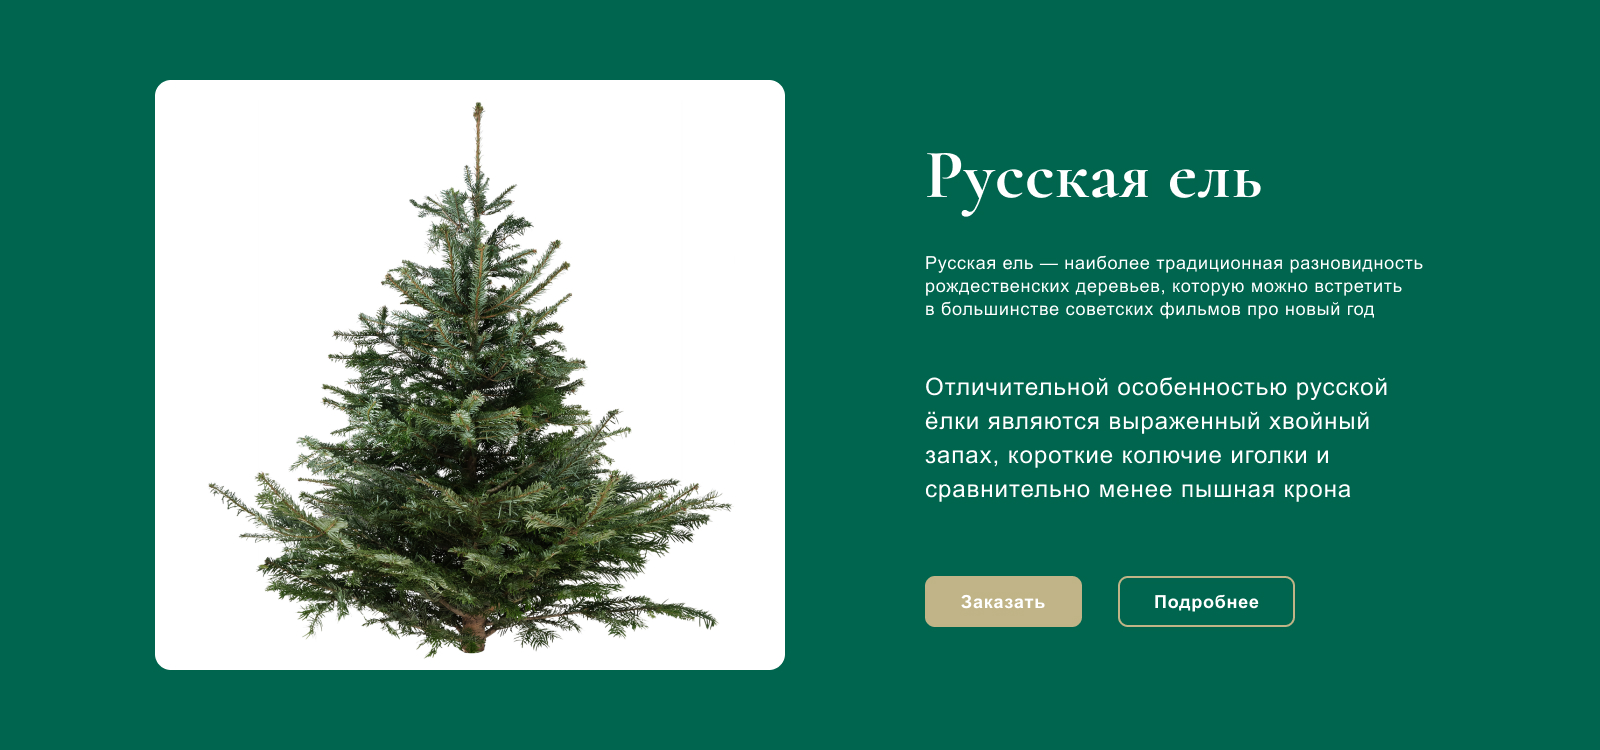 Русская ель
Русская ель — наиболее традиционная разновидность
рождественских деревьев, которую можно встретить
в большинстве советских фильмов про новый год
Отличительной особенностью русской
ёлки являются выраженный хвойный
запах, короткие колючие иголки и
сравнительно менее пышная крона
Заказать
Подробнее